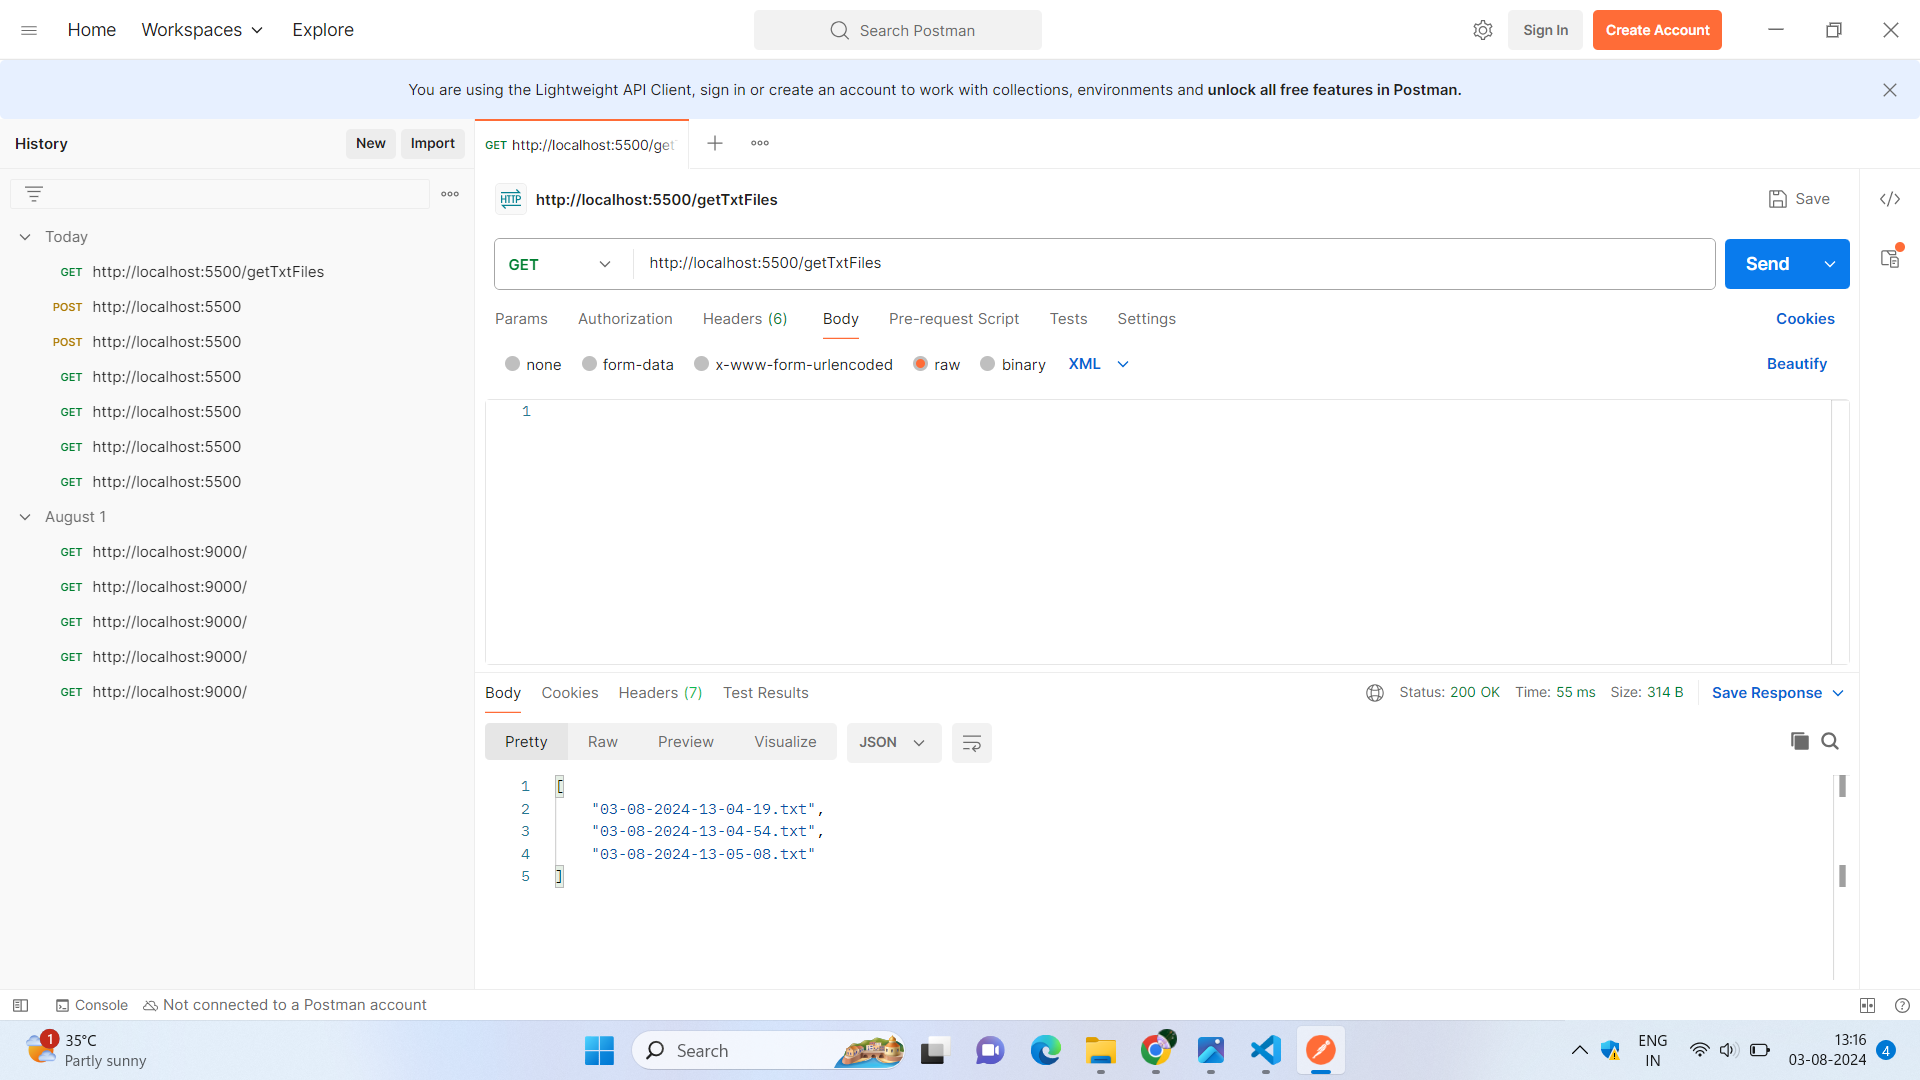 Home Workspaces Explore Search Postman Sign In Create Account
You are using the Lightweight API Client, sign in or create an account to work with collections, environments and unlock all free features in Postman.
History New Import
GET http://localhost:5500/get
HTTP http://localhost:5500/getTxtFiles Save
Today
GET http://localhost:5500/getTxtFiles
POST http://localhost:5500
POST http://localhost:5500
GET http://localhost:5500
GET http://localhost:5500
GET http://localhost:5500
GET http://localhost:5500
August 1
GET http://localhost:9000/
GET http://localhost:9000/
GET http://localhost:9000/
GET http://localhost:9000/
GET http://localhost:9000/
GET http://localhost:5500/getTxtFiles Send
Params Authorization Headers (6) Body Pre-request Script Tests Settings Cookies
none form-data x-www-form-urlencoded raw binary XML Beautify
1
Body Cookies Headers (7) Test Results Status: 200 OK Time: 55 ms Size: 314 B Save Response
Pretty Raw Preview Visualize JSON
1 [
2 "03-08-2024-13-04-19.txt",
3 "03-08-2024-13-04-54.txt",
4 "03-08-2024-13-05-08.txt"
5 ]
Console Not connected to a Postman account
1 35°C
Partly sunny
Search
ENG
IN
13:16
03-08-2024
4